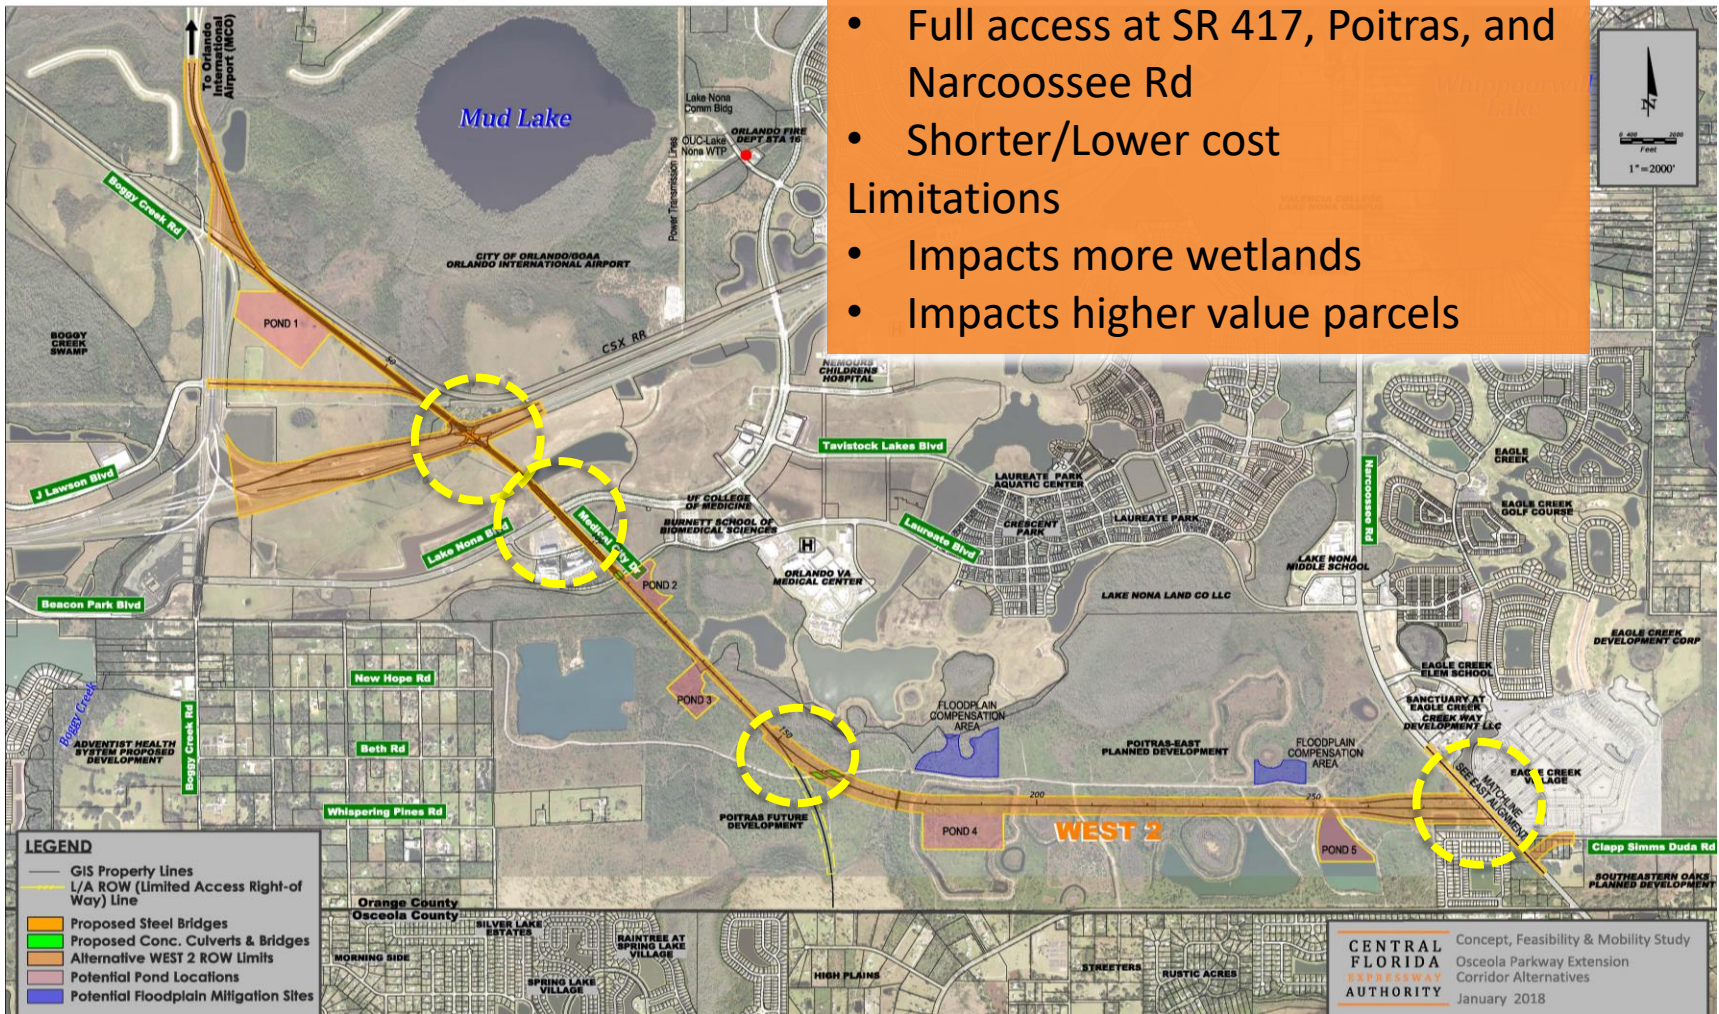 • Full access at SR 417, Poitras, and
Narcoossee Rd
• Shorter/Lower cost
Limitations
• Impacts more wetlands
• Impacts higher value parcels
To Orlando
International
Airport (MCO)
Mud Lake
Lake Nona
Comm Bldg
ORLANDO FIRE
DEPT STA 16
OUC-Lake
Nona WTP
Power Transmission Lines
N
0 400 2000
Feet
1" = 2000'
Boggy Creek Rd
CITY OF ORLANDO/GOAA
ORLANDO INTERNATIONAL AIRPORT
POND 1
BOGGY
CREEK
SWAMP
50
CSX RR
NEMOURS
CHILDRENS
HOSPITAL
J Lawson Blvd
Tavistock Lakes Blvd
Narcoossee Rd
EAGLE
CREEK
LAUREATE PARK
AQUATIC CENTER
EAGLE CREEK
GOLF COURSE
UF COLLEGE
OF MEDICINE
BURNETT SCHOOL OF
BIOMEDICAL SCIENCES
Lake Nona Blvd
Medical City Dr
Laureate Blvd
CRESCENT
PARK
LAUREATE PARK
H
ORLANDO VA
MEDICAL CENTER
LAKE NONA
MIDDLE SCHOOL
POND 2
LAKE NONA LAND CO LLC
Beacon Park Blvd
EAGLE CREEK
DEVELOPMENT CORP
New Hope Rd
POND 3
EAGLE CREEK
ELEM SCHOOL
Boggy Creek
Boggy Creek Rd
FLOODPLAIN
COMPENSATION
AREA
SANCTUARY AT
EAGLE CREEK
CREEK WAY
DEVELOPMENT LLC
ADVENTIST HEALTH
SYSTEM PROPOSED
DEVELOPMENT
Beth Rd
150
POITRAS-EAST
PLANNED DEVELOPMENT
FLOODPLAIN
COMPENSATION
AREA
EAGLE CREEK
VILLAGE
MATCHLINE
SEE EAST ALIGNMENT
Whispering Pines Rd
POITRAS FUTURE
DEVELOPMENT
200
250
POND 4
WEST 2
POND 5
Clapp Simms Duda Rd
SOUTHEASTERN OAKS
PLANNED DEVELOPMENT
LEGEND
GIS Property Lines
L/A ROW (Limited Access Right-of
Way) Line
Proposed Steel Bridges
Proposed Conc. Culverts & Bridges
Alternative WEST 2 ROW Limits
Potential Pond Locations
Potential Floodplain Mitigation Sites
Orange County
Osceola County
MORNING SIDE
SILVER LAKE
ESTATES
SPRING LAKE
VILLAGE
RAINTREE AT
SPRING LAKE
VILLAGE
HIGH PLAINS
STREETERS
RUSTIC ACRES
CENTRAL
FLORIDA
EXPRESSWAY
AUTHORITY
Concept, Feasibility & Mobility Study
Osceola Parkway Extension
Corridor Alternatives
January 2018